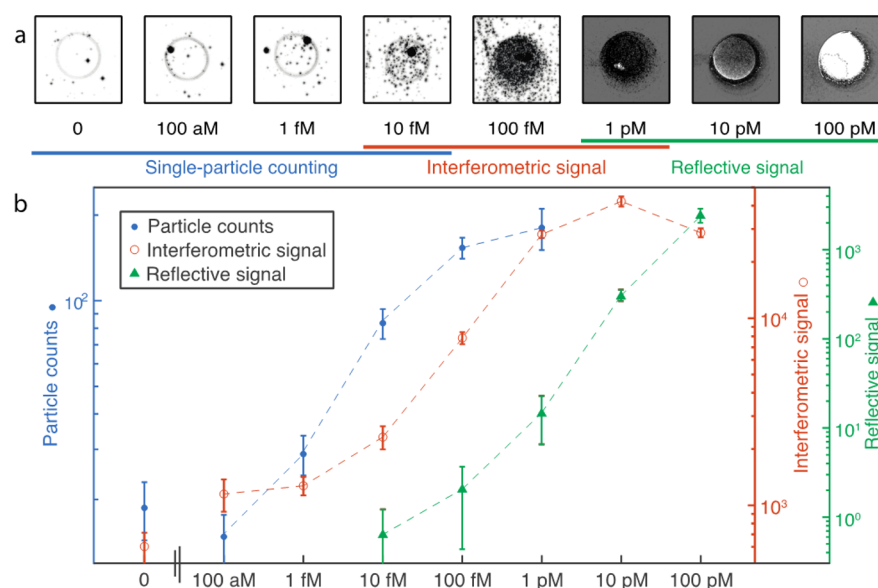 a
0 100 aM 1 fM 10 fM 100 fM 1 pM 10 pM 100 pM
Single-particle counting Interferometric signal Reflective signal
b
Particle counts
Interferometric signal
Reflective signal
Particle counts
10²
Interferometric signal
10⁴
10³
Reflective signal
10³
10²
10¹
10⁰
0 100 aM 1 fM 10 fM 100 fM 1 pM 10 pM 100 pM